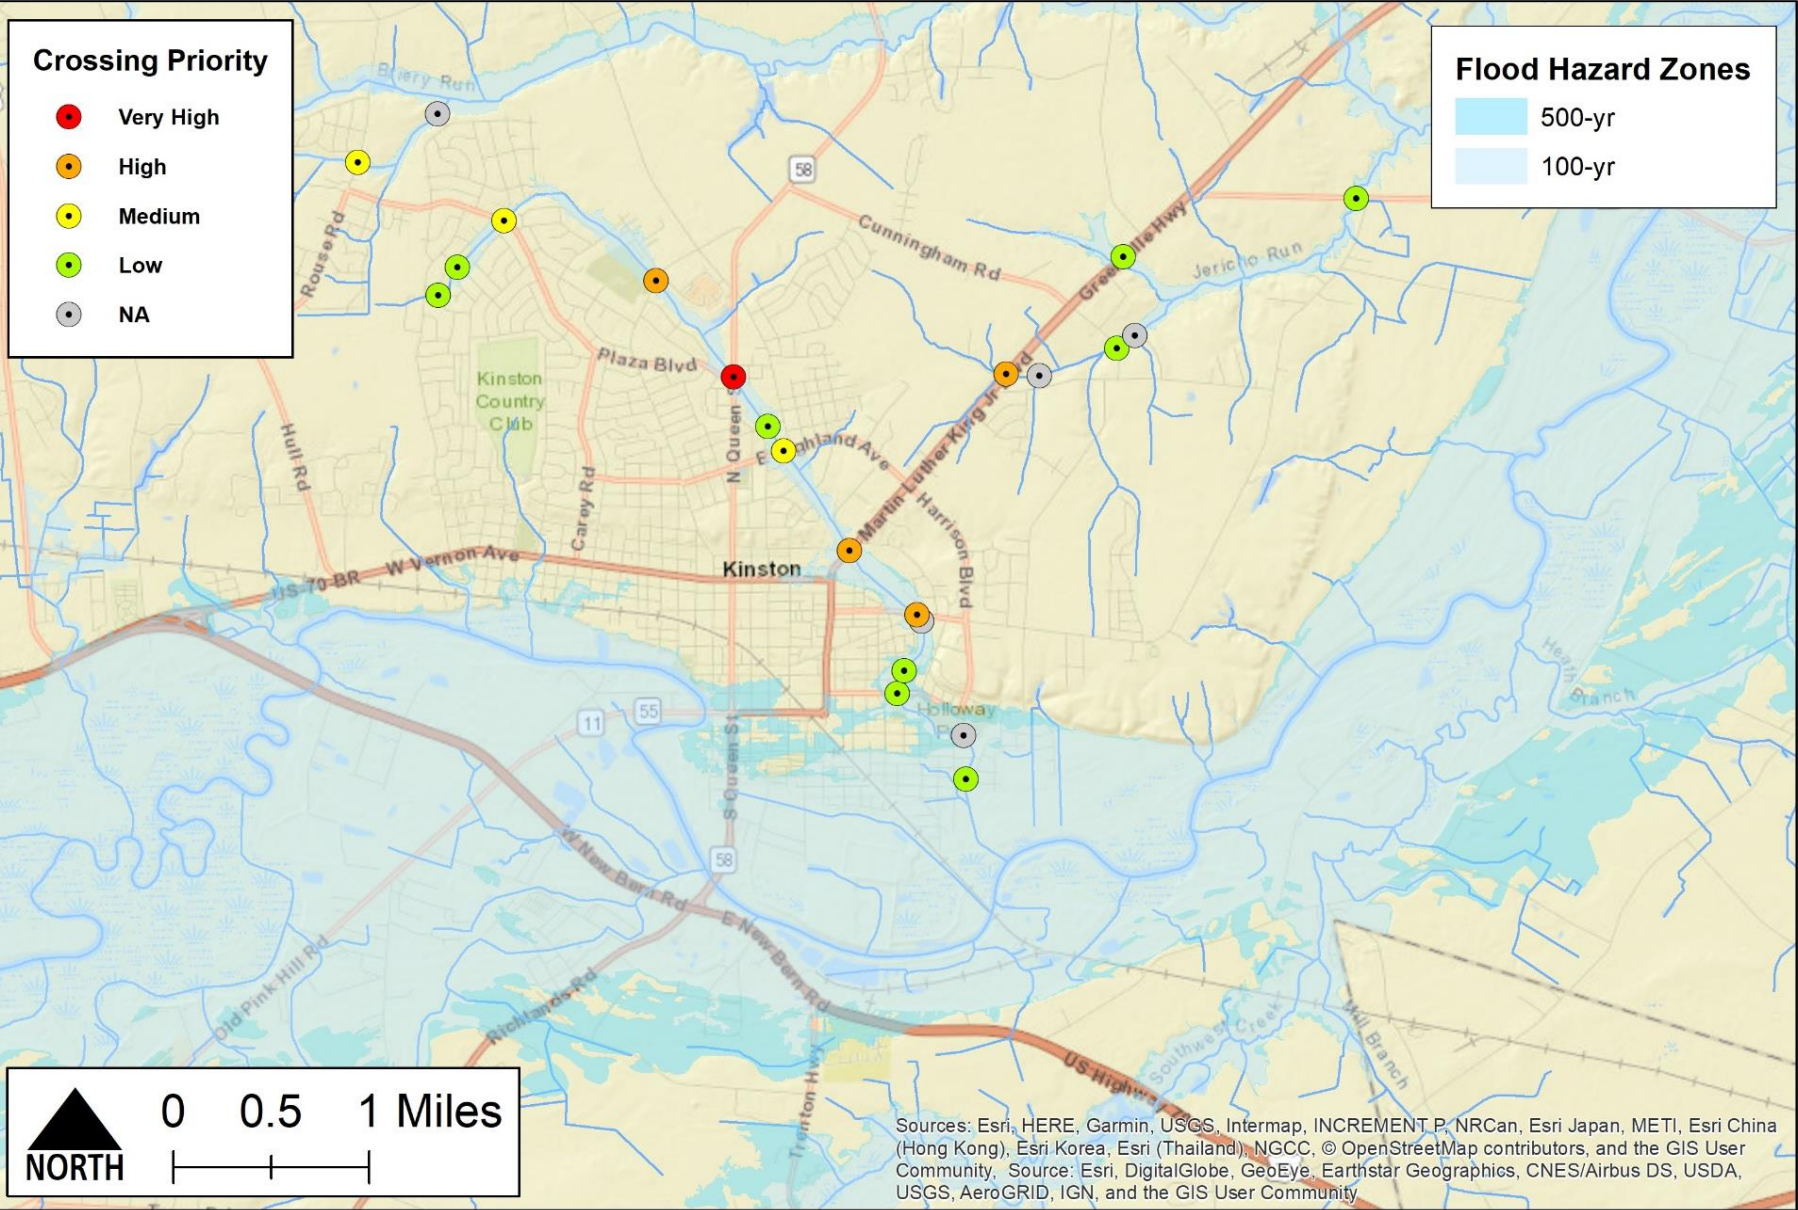 Crossing Priority
Very High
High
Medium
Low
NA
Flood Hazard Zones
500-yr
100-yr
Briery Run
58
Rouse Rd
Cunningham Rd
Jericho Run
Plaza Blvd
Kinston
Country
Club
N Queen
Hull Rd
Carey Rd
Martin Luther King Jr
Harrison Blvd
US-70 BR
W Vernon Ave
Kinston
Heath
Branch
Holloway
11
55
S Queen St
58
W New Bern Rd
E New Bern Rd
Old Pink Hill Rd
Richlands Rd
Trenton Hwy
Southwest Creek
Mill Branch
US Highway 70
0 0.5 1 Miles
NORTH
Sources: Esri, HERE, Garmin, USGS, Intermap, INCREMENT P, NRCan, Esri Japan, METI, Esri China
(Hong Kong), Esri Korea, Esri (Thailand), NGCC, © OpenStreetMap contributors, and the GIS User
Community, Source: Esri, DigitalGlobe, GeoEye, Earthstar Geographics, CNES/Airbus DS, USDA,
USGS, AeroGRID, IGN, and the GIS User Community